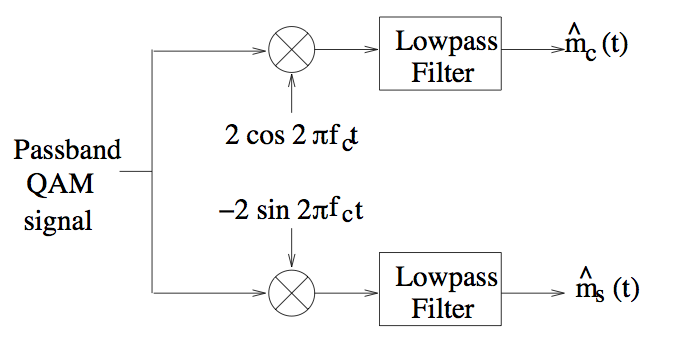 Lowpass
Filter
m̂c (t)
2 cos 2 πfct
Passband
QAM
signal
−2 sin 2πfct
Lowpass
Filter
m̂s (t)